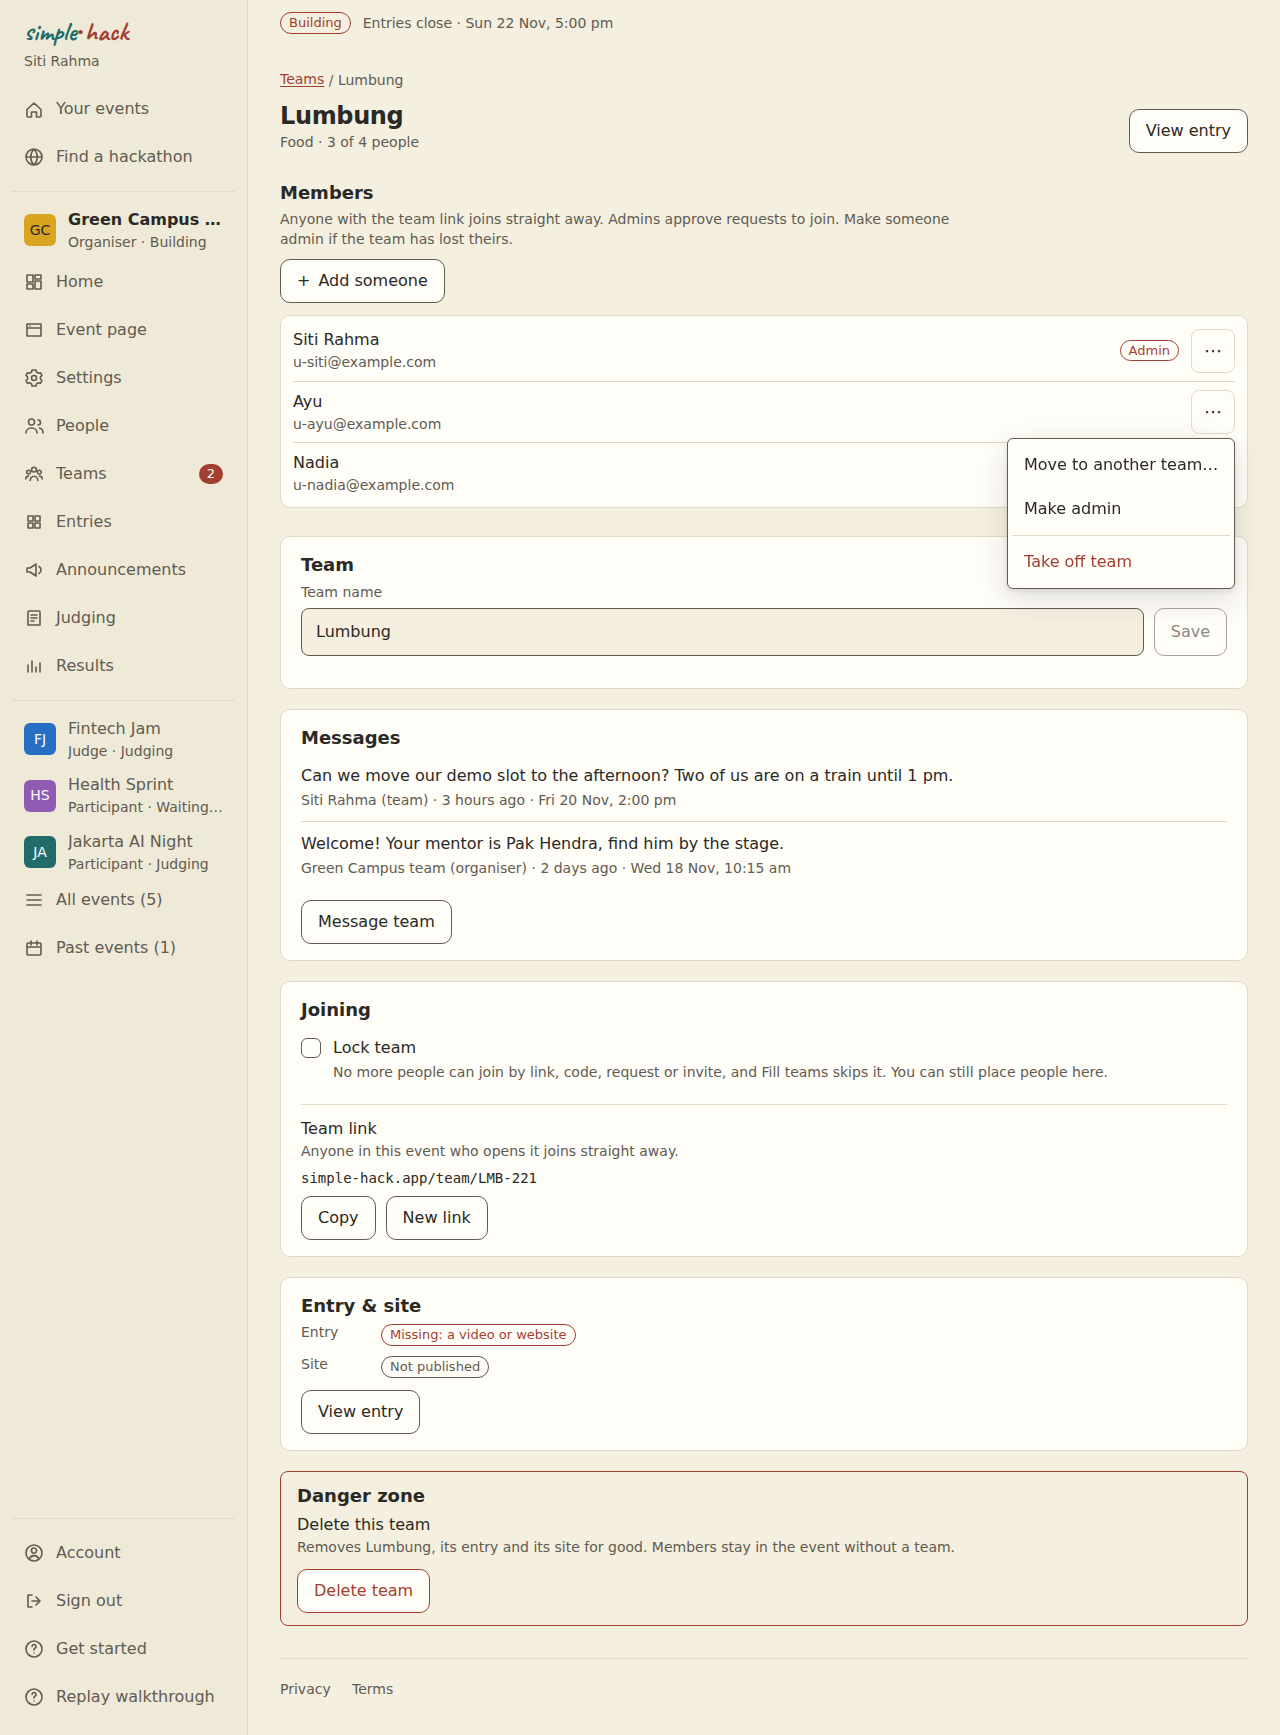 simple·hack
Siti Rahma
Your events
Find a hackathon
GC
Green Campus …
Organiser · Building
Home
Event page
Settings
People
Teams
2
Entries
Announcements
Judging
Results
FJ
Fintech Jam
Judge · Judging
HS
Health Sprint
Participant · Waiting…
JA
Jakarta AI Night
Participant · Judging
All events (5)
Past events (1)
Account
Sign out
Get started
Replay walkthrough
Building
Entries close · Sun 22 Nov, 5:00 pm
Teams / Lumbung
Lumbung
Food · 3 of 4 people
View entry
Members
Anyone with the team link joins straight away. Admins approve requests to join. Make someone
admin if the team has lost theirs.
+ Add someone
Siti Rahma
u-siti@example.com
Admin
Ayu
u-ayu@example.com
Nadia
u-nadia@example.com
Move to another team…
Make admin
Take off team
Team
Team name
Lumbung
Save
Messages
Can we move our demo slot to the afternoon? Two of us are on a train until 1 pm.
Siti Rahma (team) · 3 hours ago · Fri 20 Nov, 2:00 pm
Welcome! Your mentor is Pak Hendra, find him by the stage.
Green Campus team (organiser) · 2 days ago · Wed 18 Nov, 10:15 am
Message team
Joining
Lock team
No more people can join by link, code, request or invite, and Fill teams skips it. You can still place people here.
Team link
Anyone in this event who opens it joins straight away.
simple-hack.app/team/LMB-221
Copy
New link
Entry & site
Entry
Missing: a video or website
Site
Not published
View entry
Danger zone
Delete this team
Removes Lumbung, its entry and its site for good. Members stay in the event without a team.
Delete team
Privacy
Terms